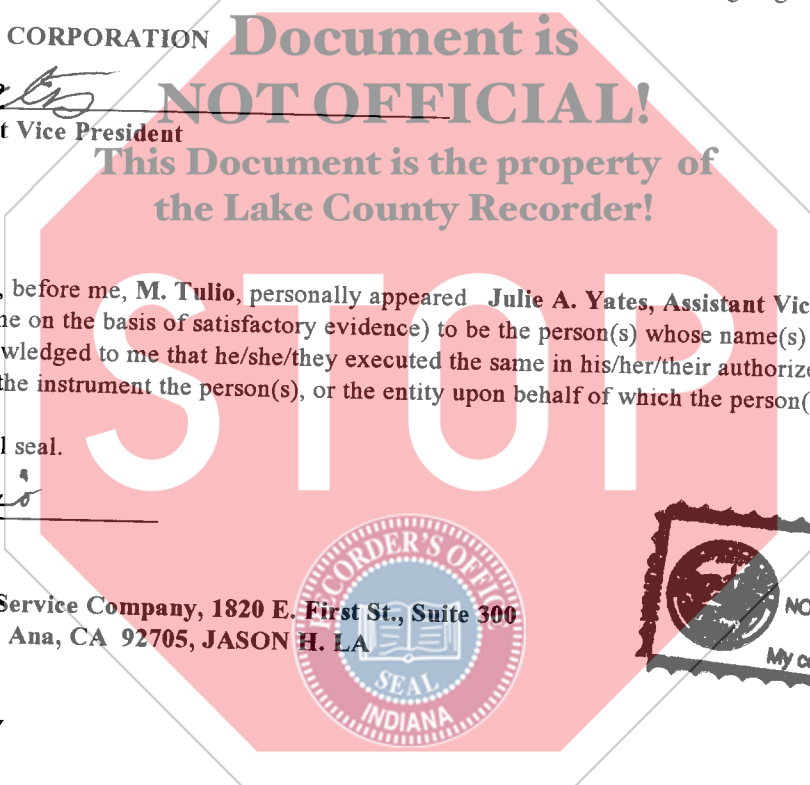 CORPORATION
Document is
NOT OFFICIAL!
t Vice President
This Document is the property of
the Lake County Recorder!
STOP
, before me, M. Tulio, personally appeared Julie A. Yates, Assistant Vic
ne on the basis of satisfactory evidence) to be the person(s) whose name(s)
wledged to me that he/she/they executed the same in his/her/their authorize
the instrument the person(s), or the entity upon behalf of which the person(
l seal.
RECORDER'S OFFICE
Service Company, 1820 E. First St., Suite 300
Ana, CA 92705, JASON H. LA
SEAL
INDIANA
NO
My co